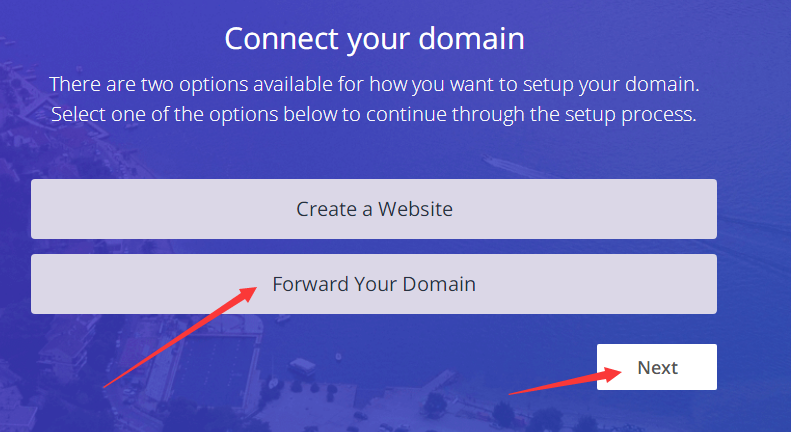 Connect your domain
There are two options available for how you want to setup your domain.
Select one of the options below to continue through the setup process.
Create a Website
Forward Your Domain
Next